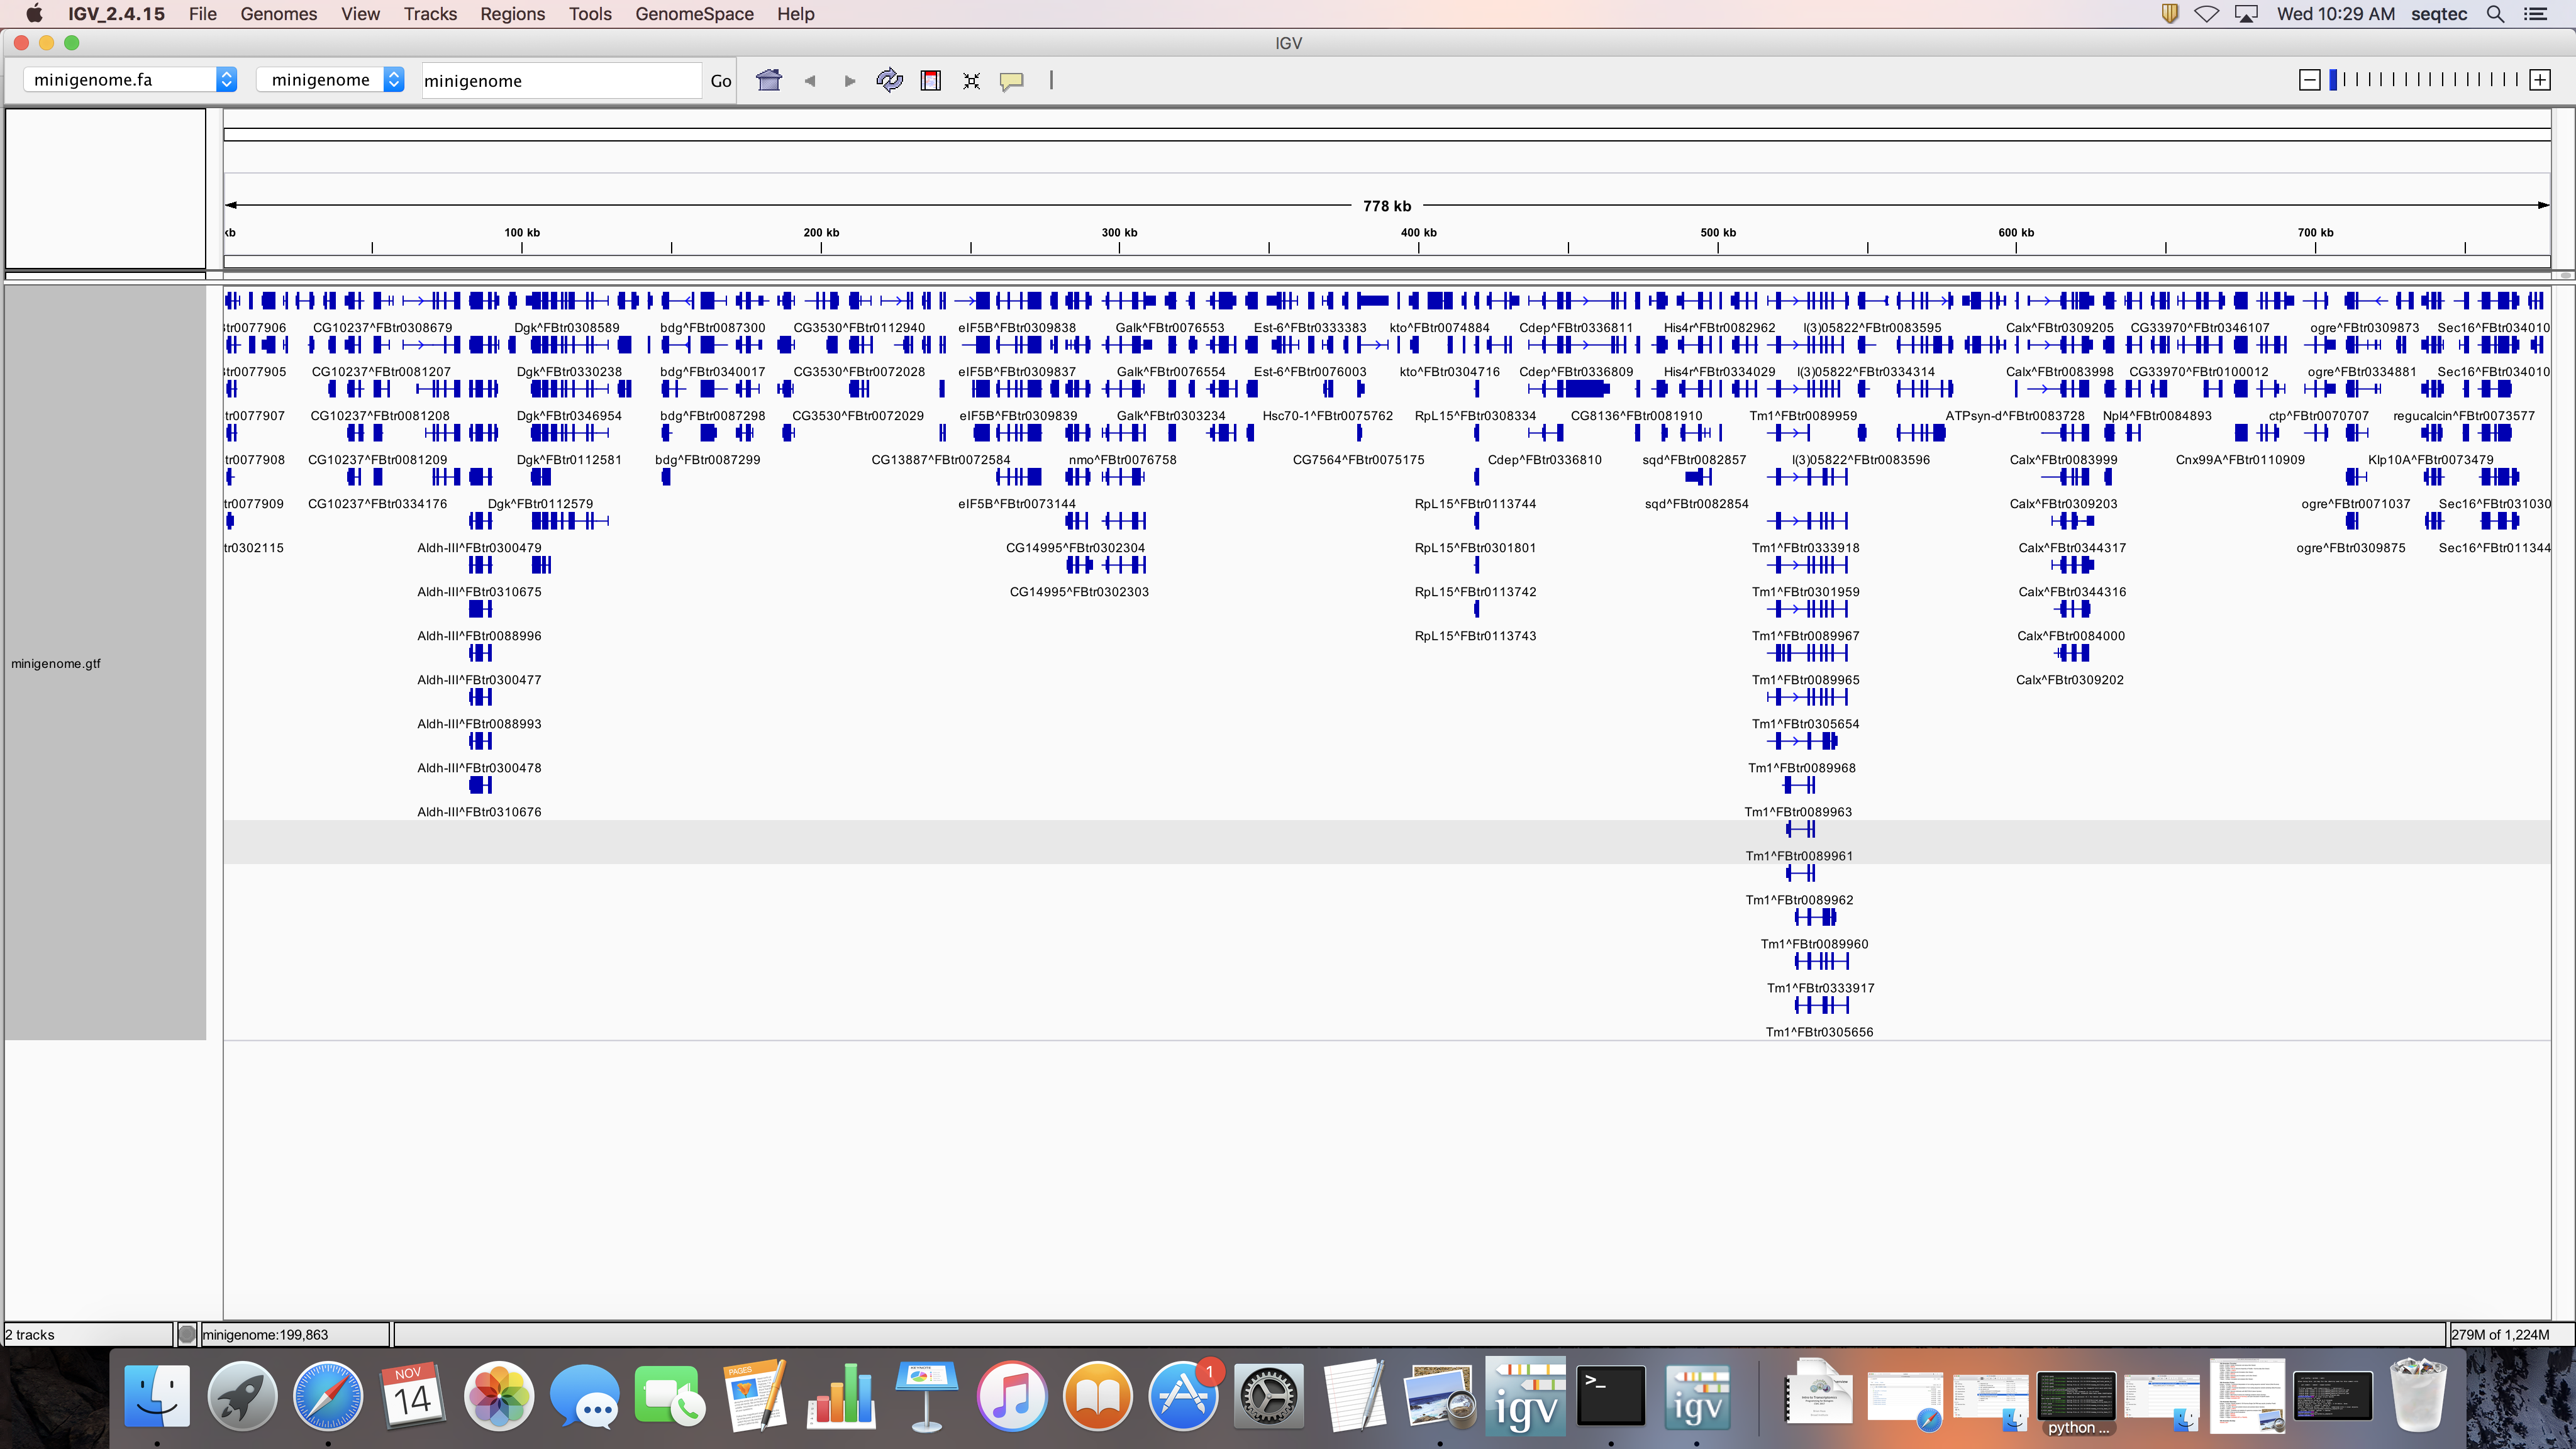 IGV_2.4.15 File Genomes View Tracks Regions Tools GenomeSpace Help Wed 10:29 AM seqtec
IGV
minigenome.fa minigenome minigenome Go
778 kb
kb 100 kb 200 kb 300 kb 400 kb 500 kb 600 kb 700 kb
tr0077906 CG10237^FBtr0308679 Dgk^FBtr0308589 bdg^FBtr0087300 CG3530^FBtr0112940 eIF5B^FBtr0309838 Galk^FBtr0076553 Est-6^FBtr0333383 kto^FBtr0074884 Cdep^FBtr0336811 His4r^FBtr0082962 l(3)05822^FBtr0083595 Calx^FBtr0309205 CG33970^FBtr0346107 ogre^FBtr0309873 Sec16^FBtr034010
tr0077905 CG10237^FBtr0081207 Dgk^FBtr0330238 bdg^FBtr0340017 CG3530^FBtr0072028 eIF5B^FBtr0309837 Galk^FBtr0076554 Est-6^FBtr0076003 kto^FBtr0304716 Cdep^FBtr0336809 His4r^FBtr0334029 l(3)05822^FBtr0334314 Calx^FBtr0083998 CG33970^FBtr0100012 ogre^FBtr0334881 Sec16^FBtr034010
tr0077907 CG10237^FBtr0081208 Dgk^FBtr0346954 bdg^FBtr0087298 CG3530^FBtr0072029 eIF5B^FBtr0309839 Galk^FBtr0303234 Hsc70-1^FBtr0075762 RpL15^FBtr0308334 CG8136^FBtr0081910 Tm1^FBtr0089959 ATPsyn-d^FBtr0083728 Npl4^FBtr0084893 ctp^FBtr0070707 regucalcin^FBtr0073577
tr0077908 CG10237^FBtr0081209 Dgk^FBtr0112581 bdg^FBtr0087299 CG13887^FBtr0072584 nmo^FBtr0076758 CG7564^FBtr0075175 Cdep^FBtr0336810 sqd^FBtr0082857 l(3)05822^FBtr0083596 Calx^FBtr0083999 Cnx99A^FBtr0110909 Klp10A^FBtr0073479
tr0077909 CG10237^FBtr0334176 Dgk^FBtr0112579 eIF5B^FBtr0073144 RpL15^FBtr0113744 sqd^FBtr0082854 Calx^FBtr0309203 ogre^FBtr0071037 Sec16^FBtr031030
tr0302115 Aldh-III^FBtr0300479 CG14995^FBtr0302304 RpL15^FBtr0301801 Tm1^FBtr0333918 Calx^FBtr0344317 ogre^FBtr0309875 Sec16^FBtr011344
Aldh-III^FBtr0310675 CG14995^FBtr0302303 RpL15^FBtr0113742 Tm1^FBtr0301959 Calx^FBtr0344316
Aldh-III^FBtr0088996 RpL15^FBtr0113743 Tm1^FBtr0089967 Calx^FBtr0084000
minigenome.gtf
Aldh-III^FBtr0300477 Tm1^FBtr0089965 Calx^FBtr0309202
Aldh-III^FBtr0088993 Tm1^FBtr0305654
Aldh-III^FBtr0300478 Tm1^FBtr0089968
Aldh-III^FBtr0310676 Tm1^FBtr0089963
Tm1^FBtr0089961
Tm1^FBtr0089962
Tm1^FBtr0089960
Tm1^FBtr0333917
Tm1^FBtr0305656
2 tracks minigenome:199,863 279M of 1,224M
NOV
14
PAGES
1
igv
>_
igv
python ...